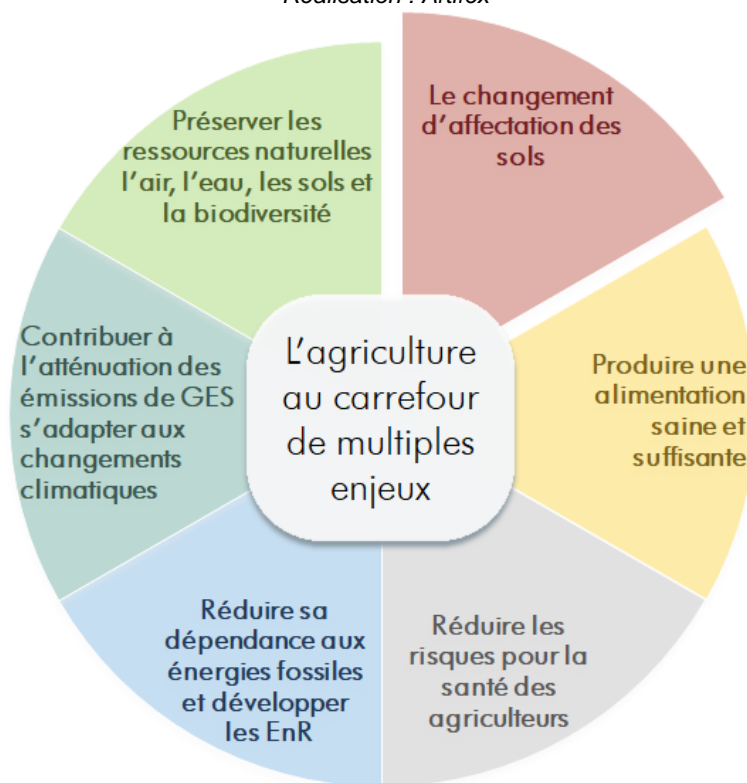 Réalisation : Artifex
Le changement
d'affectation des
sols
Produire une
alimentation
saine et
suffisante
Réduire les
risques pour la
santé des
agriculteurs
Réduire sa
dépendance aux
énergies fossiles
et développer
les EnR
Contribuer à
l'atténuation des
émissions de GES
s'adapter aux
changements
climatiques
Préserver les
ressources naturelles
l'air, l'eau, les sols et
la biodiversité
L'agriculture
au carrefour
de multiples
enjeux